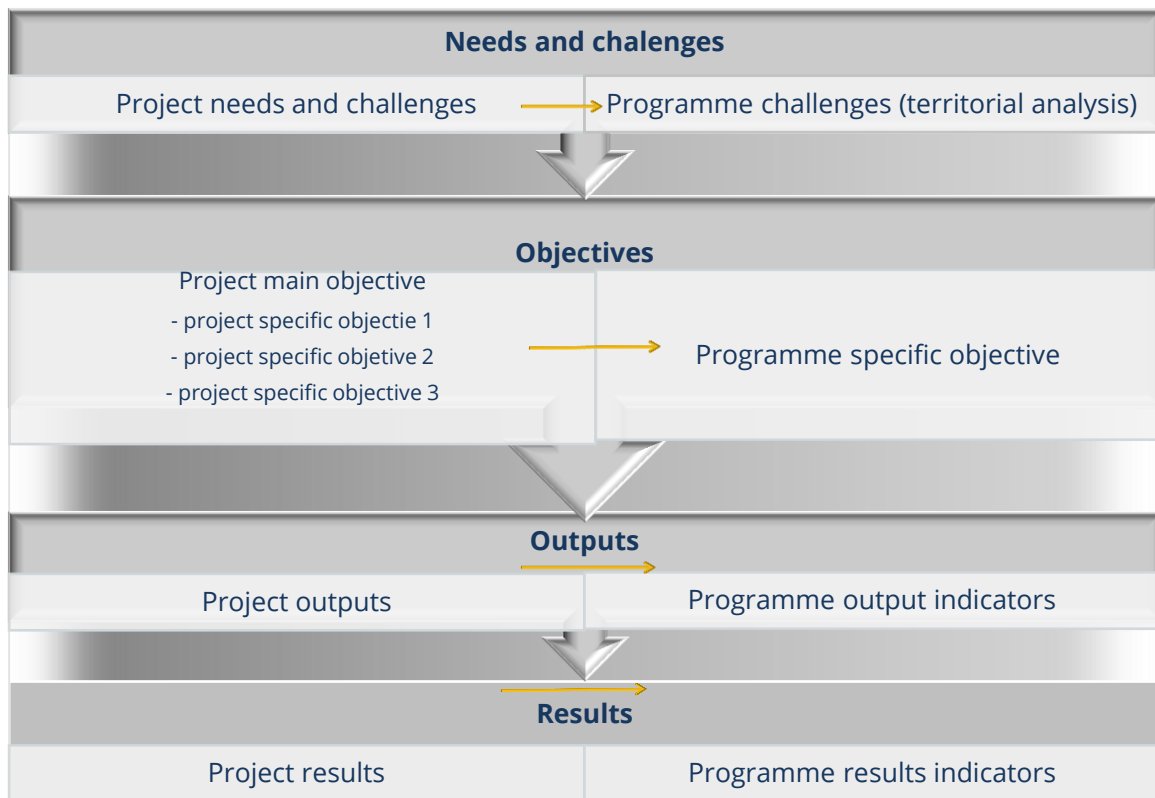 Needs and chalenges
Project needs and challenges
Programme challenges (territorial analysis)
Objectives
Project main objective
- project specific objectie 1
- project specific objetive 2
- project specific objective 3
Programme specific objective
Outputs
Project outputs
Programme output indicators
Results
Project results
Programme results indicators